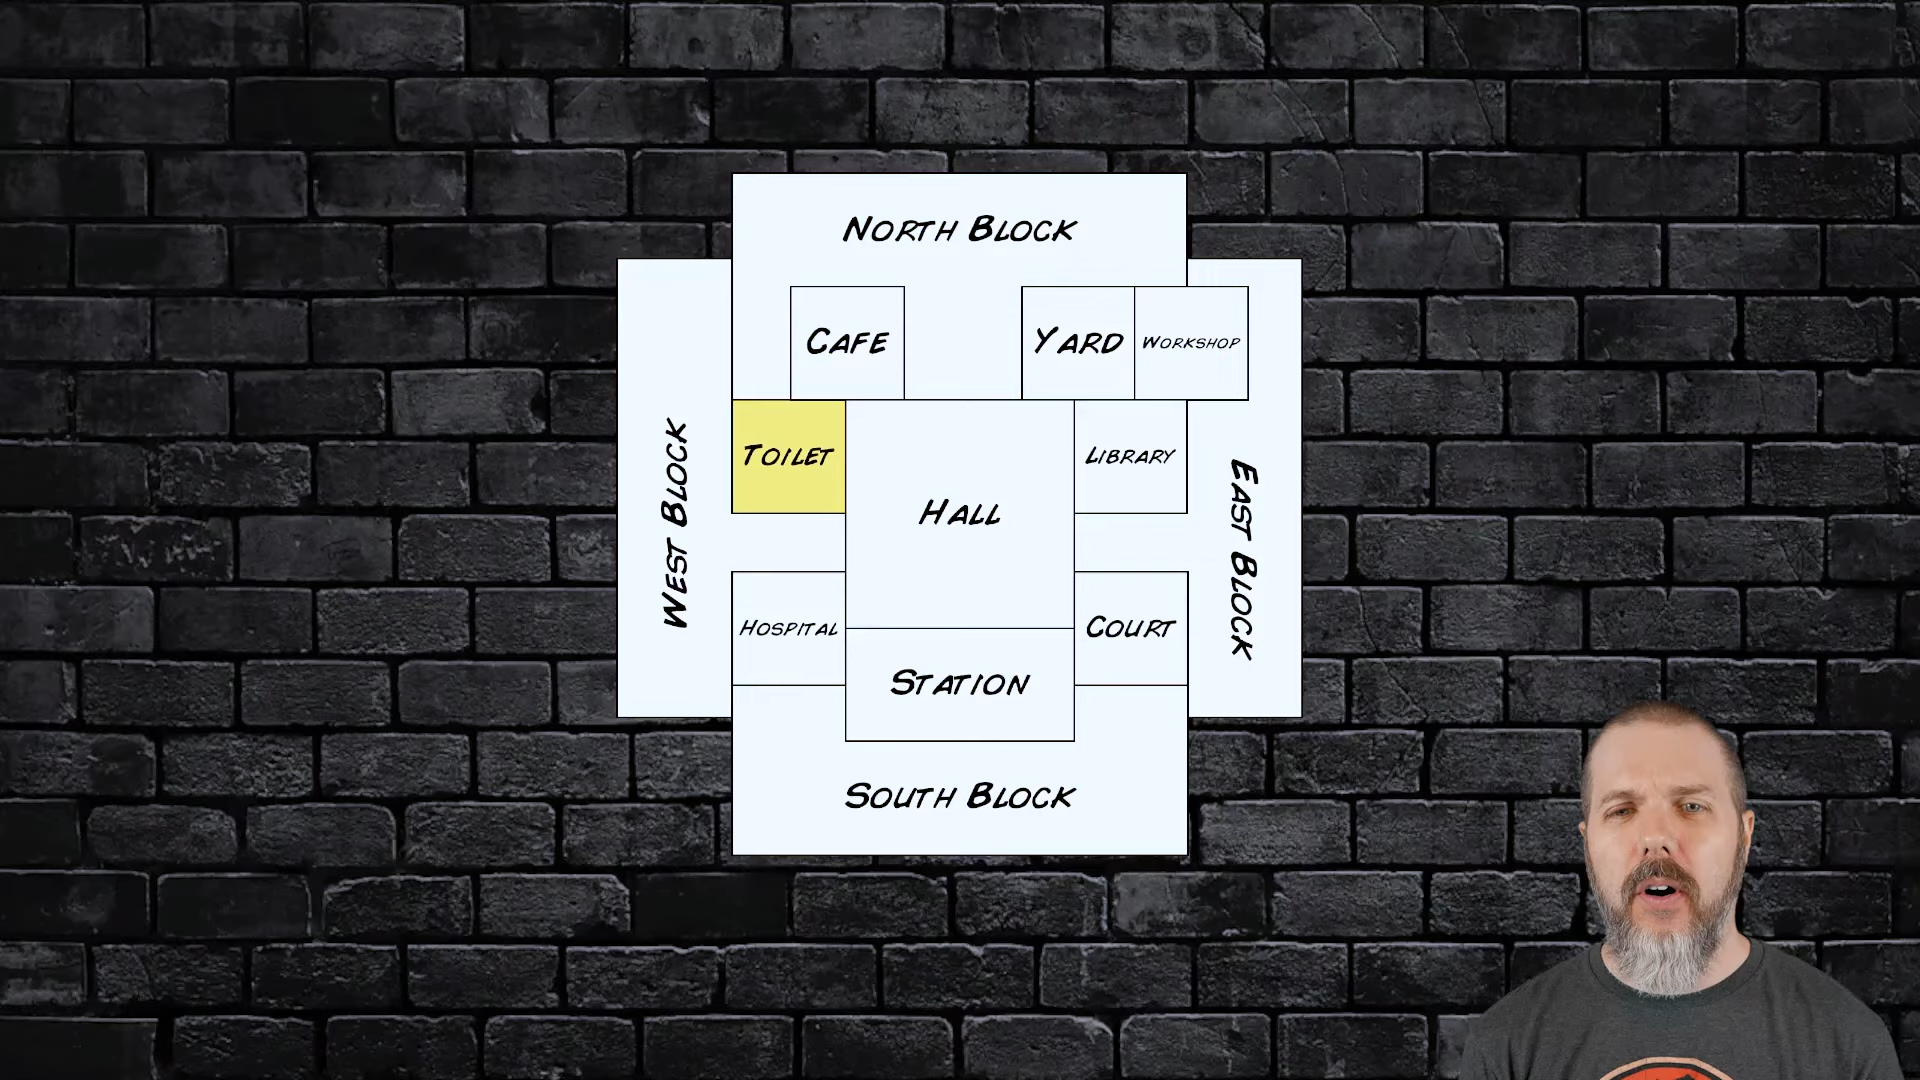 North Block
Cafe
Yard
Workshop
Toilet
Library
West Block
Hall
East Block
Hospital
Court
Station
South Block